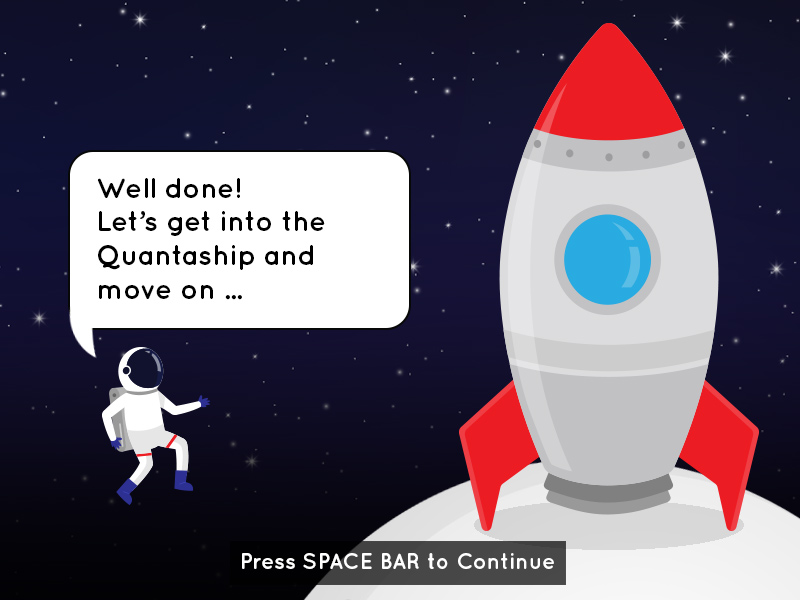 Well done!
Let's get into the
Quantaship and
move on ...
Press SPACE BAR to Continue